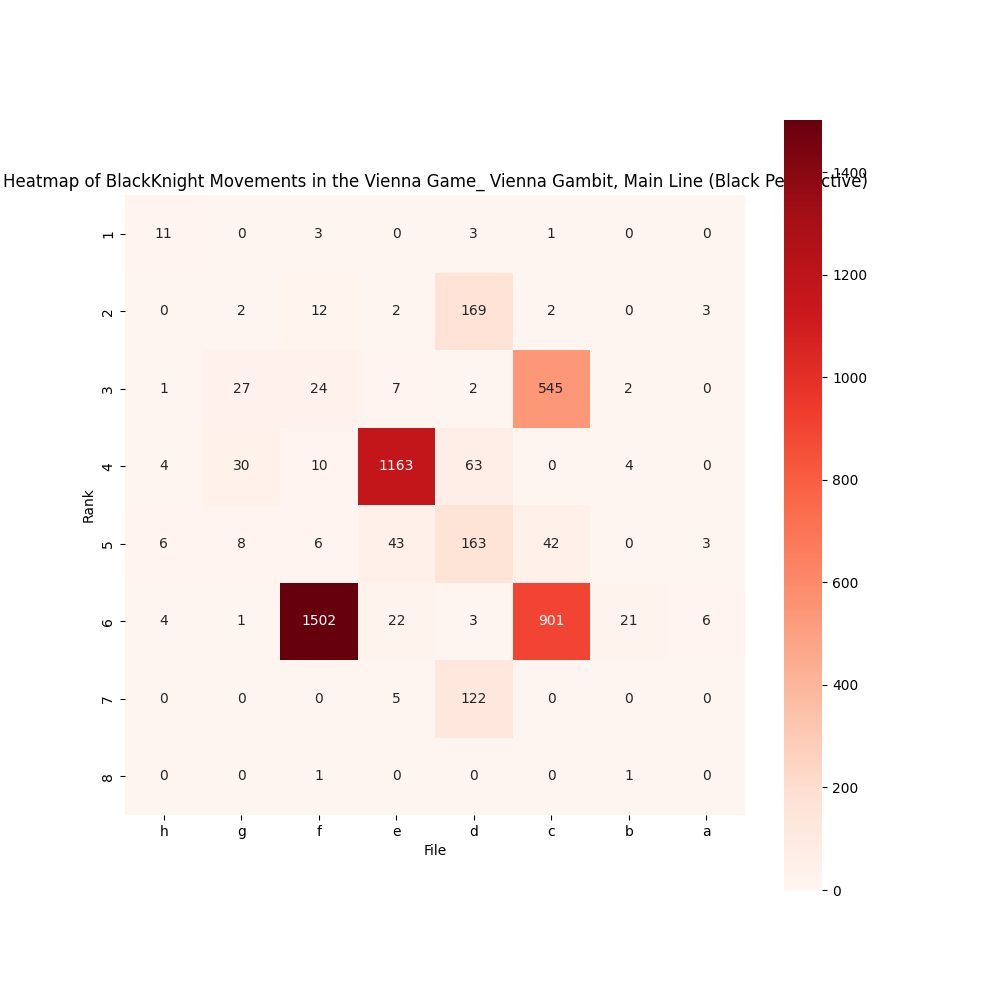 Heatmap of BlackKnight Movements in the Vienna Game_ Vienna Gambit, Main Line (Black Pe ctive)
1400
1 11 0 3 0 3 1 0 0
1200
2 0 2 12 2 169 2 0 3
3 1 27 24 7 2 545 2 0
1000
4 4 30 10 1163 63 0 4 0
800
Rank
5 6 8 6 43 163 42 0 3
600
6 4 1 1502 22 3 901 21 6
400
7 0 0 0 5 122 0 0 0
8 0 0 1 0 0 0 1 0
200
h g f e d c b a
File
0